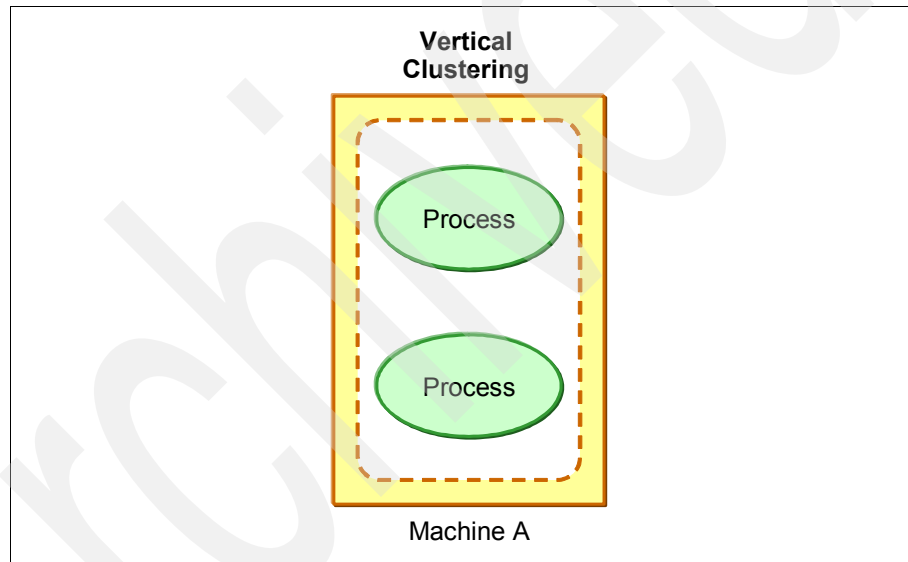 Vertical
Clustering
Process
Process
Machine A